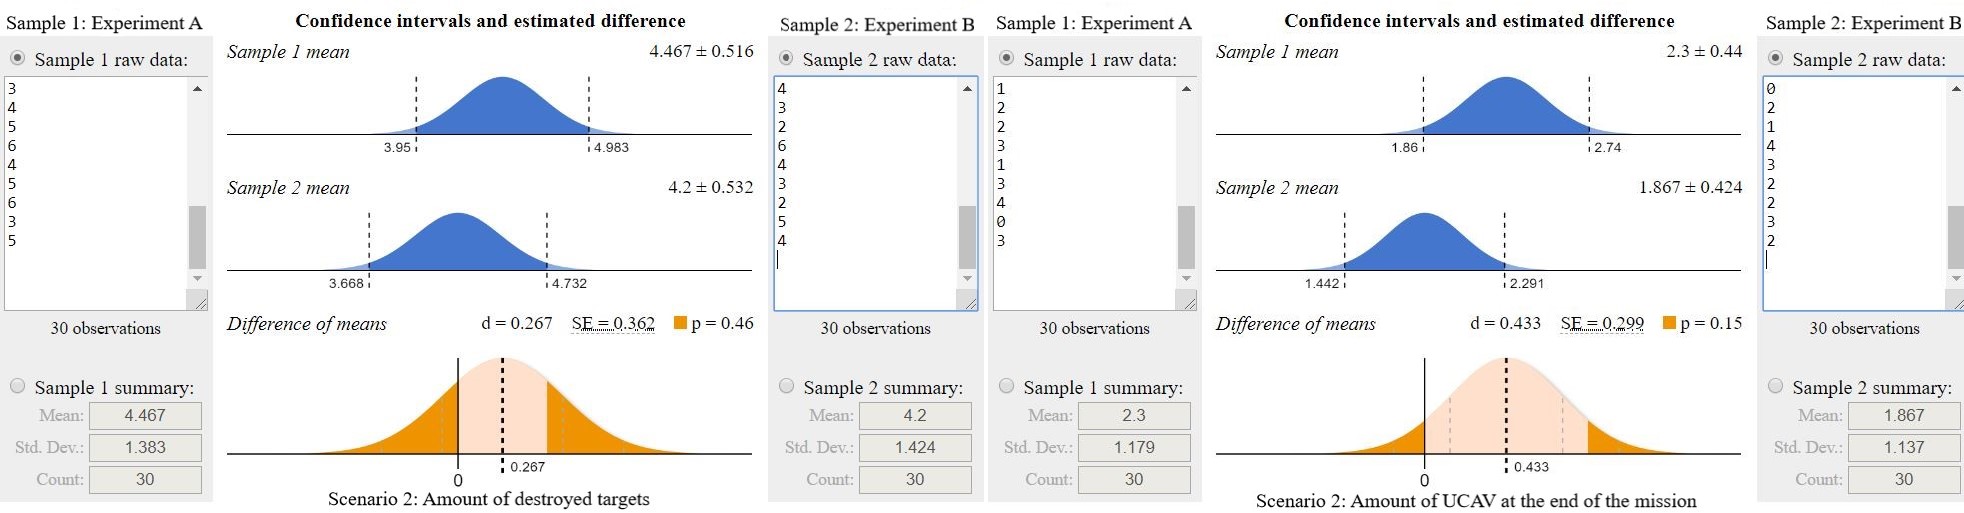 Sample 1: Experiment A
Sample 1 raw data:
3
4
5
6
4
5
6
3
5
30 observations
Sample 1 summary:
Mean: 4.467
Std. Dev.: 1.383
Count: 30
Confidence intervals and estimated difference
Sample 1 mean 4.467 ± 0.516
3.95 4.983
Sample 2 mean 4.2 ± 0.532
3.668 4.732
Difference of means d = 0.267 SE = 0.362 p = 0.46
0.267
0
Scenario 2: Amount of destroyed targets
Sample 2: Experiment B
Sample 2 raw data:
4
3
2
6
4
3
2
5
4
30 observations
Sample 2 summary:
Mean: 4.2
Std. Dev.: 1.424
Count: 30
Sample 1: Experiment A
Sample 1 raw data:
1
2
2
3
1
3
4
0
3
30 observations
Sample 1 summary:
Mean: 2.3
Std. Dev.: 1.179
Count: 30
Confidence intervals and estimated difference
Sample 1 mean 2.3 ± 0.44
1.86 2.74
Sample 2 mean 1.867 ± 0.424
1.442 2.291
Difference of means d = 0.433 SE = 0.299 p = 0.15
0.433
0
Scenario 2: Amount of UCAV at the end of the mission
Sample 2: Experiment B
Sample 2 raw data:
0
2
1
4
3
2
2
3
2
30 observations
Sample 2 summary:
Mean: 1.867
Std. Dev.: 1.137
Count: 30